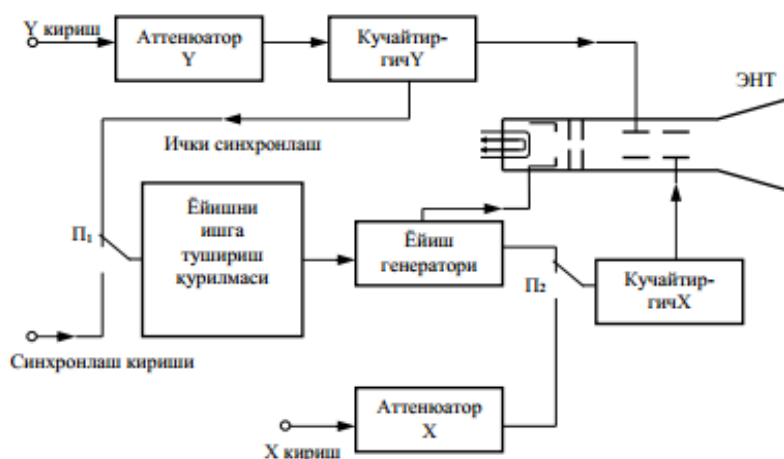 Y кириш
Аттенюатор
Y
Кучайтир-
гичY
ЭНТ
Ички синхронлаш
П₁
Ёйишни
ишга
тушириш
қурилмаси
Ёйиш
генератори
П₂
Кучайтир-
гичX
Синхронлаш кириши
Аттенюатор
X
X кириш